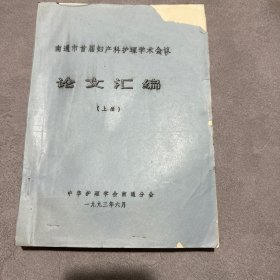 南通市首届妇产科护理学术会议
论文汇编
（上册）
中华护理学会南通分会
一九九三年六月